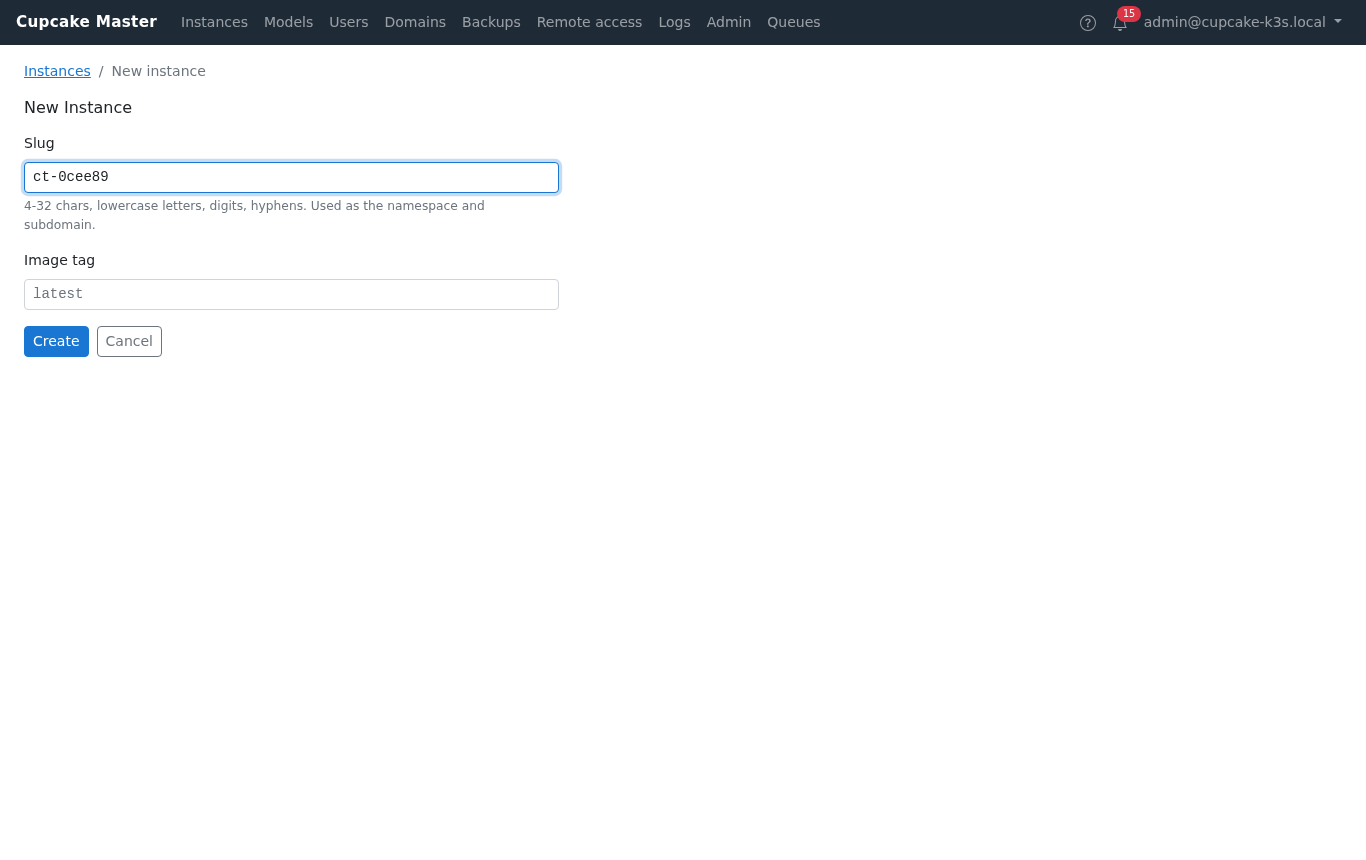 Cupcake Master Instances Models Users Domains Backups Remote access Logs Admin Queues 15 admin@cupcake-k3s.local
Instances / New instance
New Instance
Slug
ct-0cee89
4-32 chars, lowercase letters, digits, hyphens. Used as the namespace and
subdomain.
Image tag
latest
Create Cancel